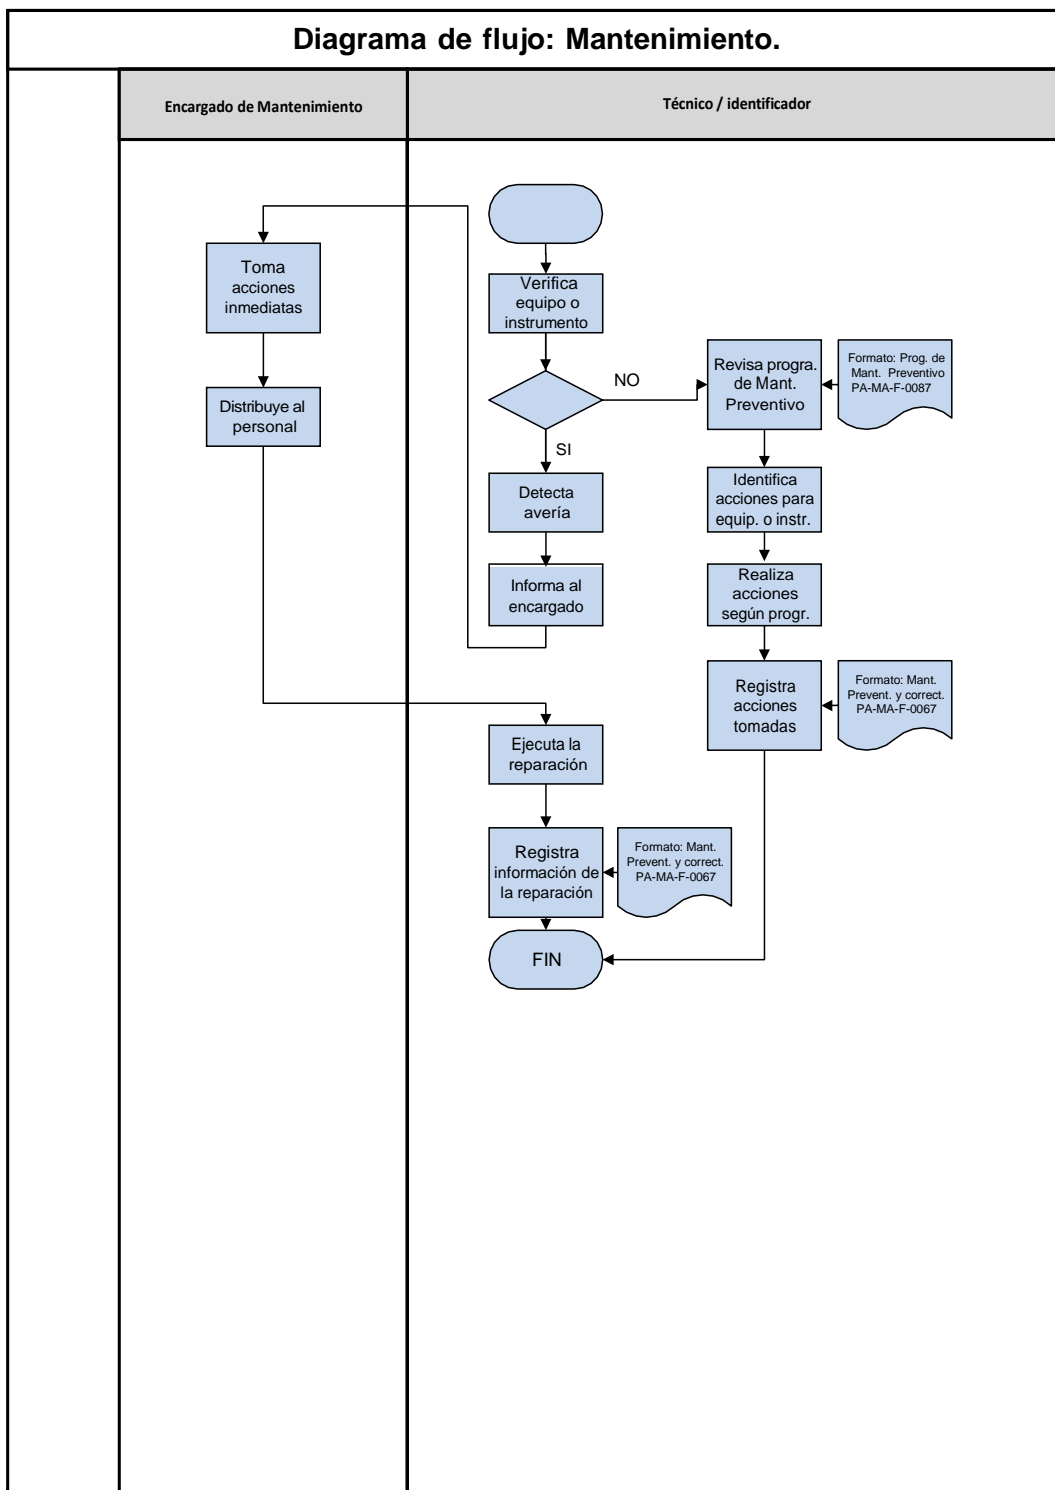 Diagrama de flujo: Mantenimiento.
Encargado de Mantenimiento
Técnico / identificador
Toma
acciones
inmediatas
Distribuye al
personal
Verifica
equipo o
instrumento
NO
SI
Detecta
avería
Informa al
encargado
Revisa progra.
de Mant.
Preventivo
Formato: Prog. de
Mant. Preventivo
PA-MA-F-0087
Identifica
acciones para
equip. o instr.
Realiza
acciones
según progr.
Registra
acciones
tomadas
Formato: Mant.
Prevent. y correct.
PA-MA-F-0067
Ejecuta la
reparación
Registra
información de
la reparación
Formato: Mant.
Prevent. y correct.
PA-MA-F-0067
FIN